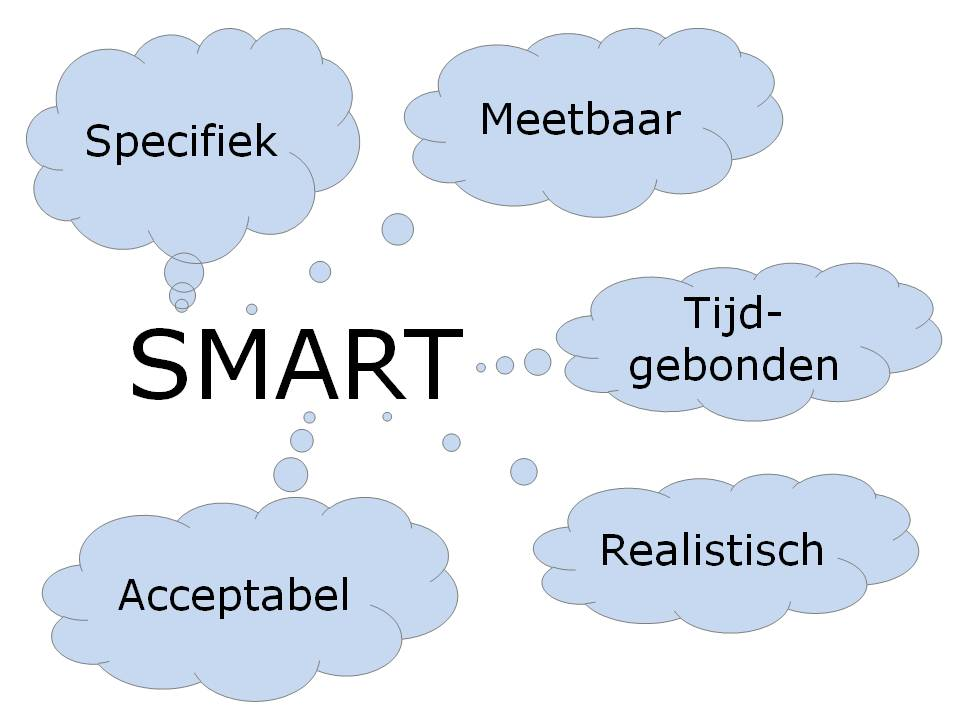 Specifiek
Meetbaar
SMART
Tijd-
gebonden
Acceptabel
Realistisch